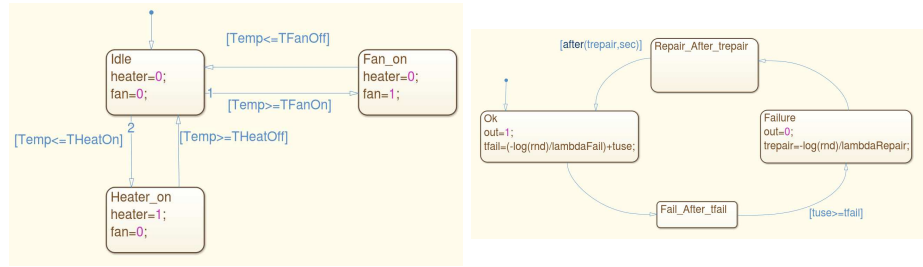 [Temp<=TFanOff]
Idle
heater=0;
fan=0;
Fan_on
heater=0;
fan=1;
1
[Temp>=TFanOn]
2
[Temp<=THeatOn]
[Temp>=THeatOff]
Heater_on
heater=1;
fan=0;
[after(trepair,sec)]
Repair_After_trepair
Ok
out=1;
tfail=(-log(rnd)/lambdaFail)+tuse;
Failure
out=0;
trepair=-log(rnd)/lambdaRepair;
Fail_After_tfail
[tuse>=tfail]